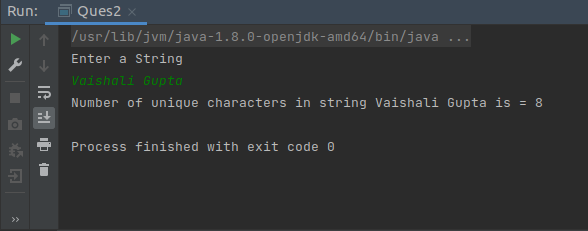 Run: Ques2 ×
/usr/lib/jvm/java-1.8.0-openjdk-amd64/bin/java ...
Enter a String
Vaishali Gupta
Number of unique characters in string Vaishali Gupta is = 8
Process finished with exit code 0